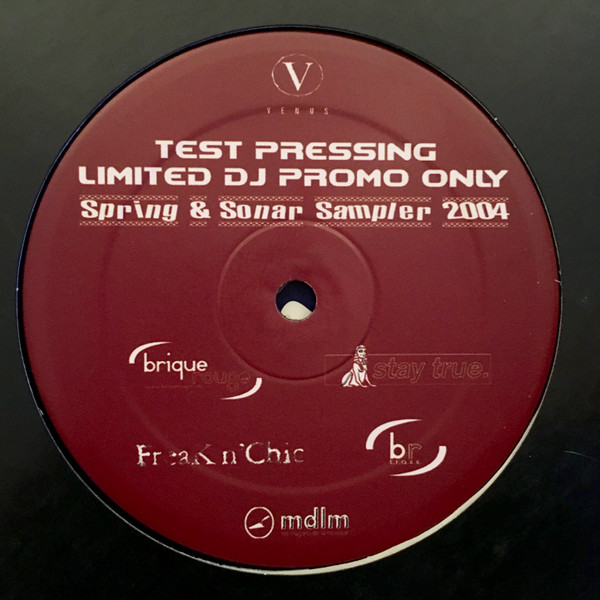 V
VENUS
TEST PRESSING
LIMITED DJ PROMO ONLY
Spring & Sonar Sampler 2004
brique
rouge
stay true.
FreaK n'Chic
br
mdlm